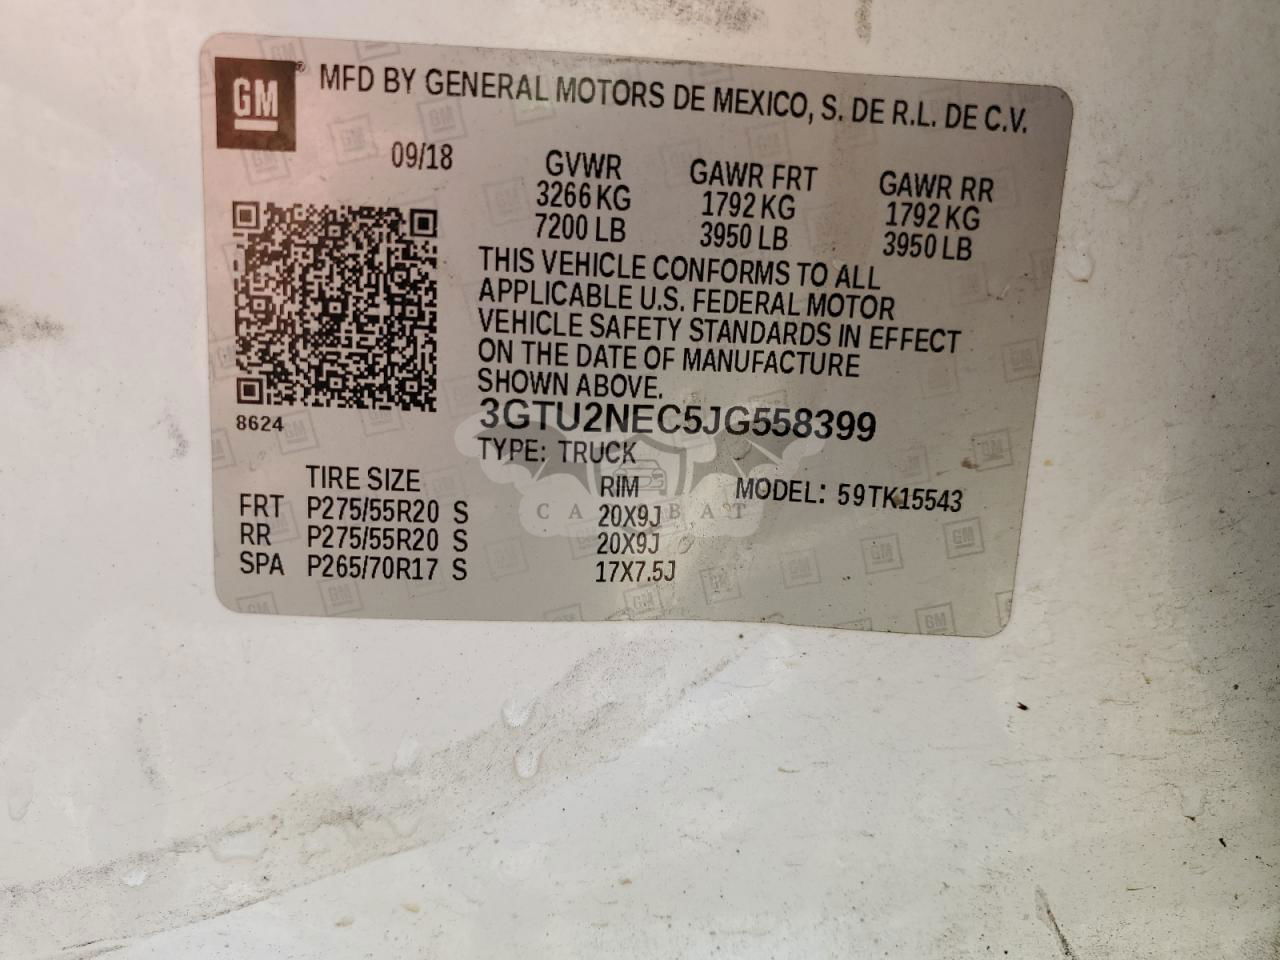 GM ® MFD BY GENERAL MOTORS DE MEXICO, S. DE R.L. DE C.V.
09/18 GVWR GAWR FRT GAWR RR
3266 KG 1792 KG 1792 KG
7200 LB 3950 LB 3950 LB
THIS VEHICLE CONFORMS TO ALL
APPLICABLE U.S. FEDERAL MOTOR
VEHICLE SAFETY STANDARDS IN EFFECT
ON THE DATE OF MANUFACTURE
SHOWN ABOVE.
8624
3GTU2NEC5JG558399
TYPE: TRUCK
TIRE SIZE RIM MODEL: 59TK15543
FRT P275/55R20 S 20X9J
RR P275/55R20 S 20X9J
SPA P265/70R17 S 17X7.5J